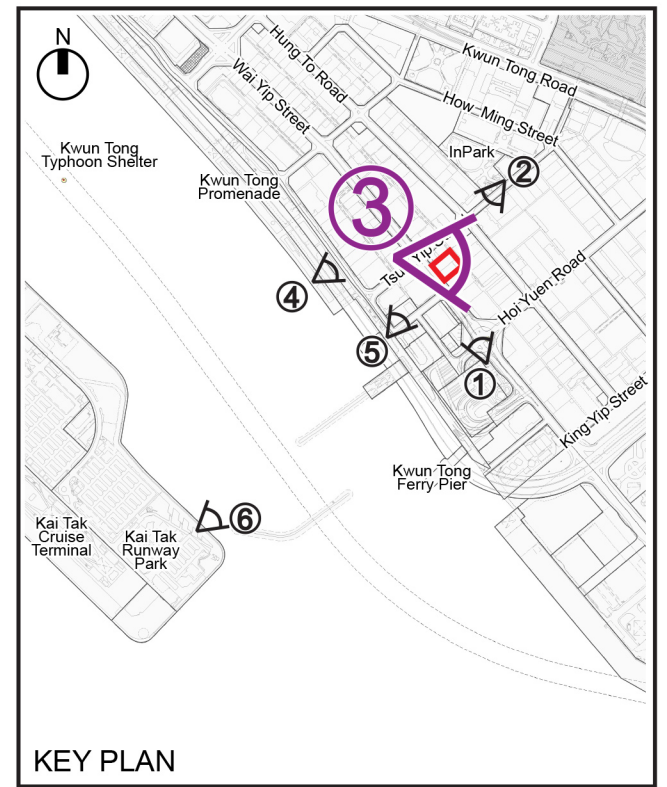 N
Kwun Tong Road
Hung To Road
How Ming Street
Wai Yip Street
InPark
Kwun Tong
Typhoon Shelter
Kwun Tong
Promenade
2
3
Tsun Yip
4
Hoi Yuen Road
5
1
King Yip Street
Kwun Tong
Ferry Pier
6
Kai Tak
Cruise
Terminal
Kai Tak
Runway
Park
KEY PLAN